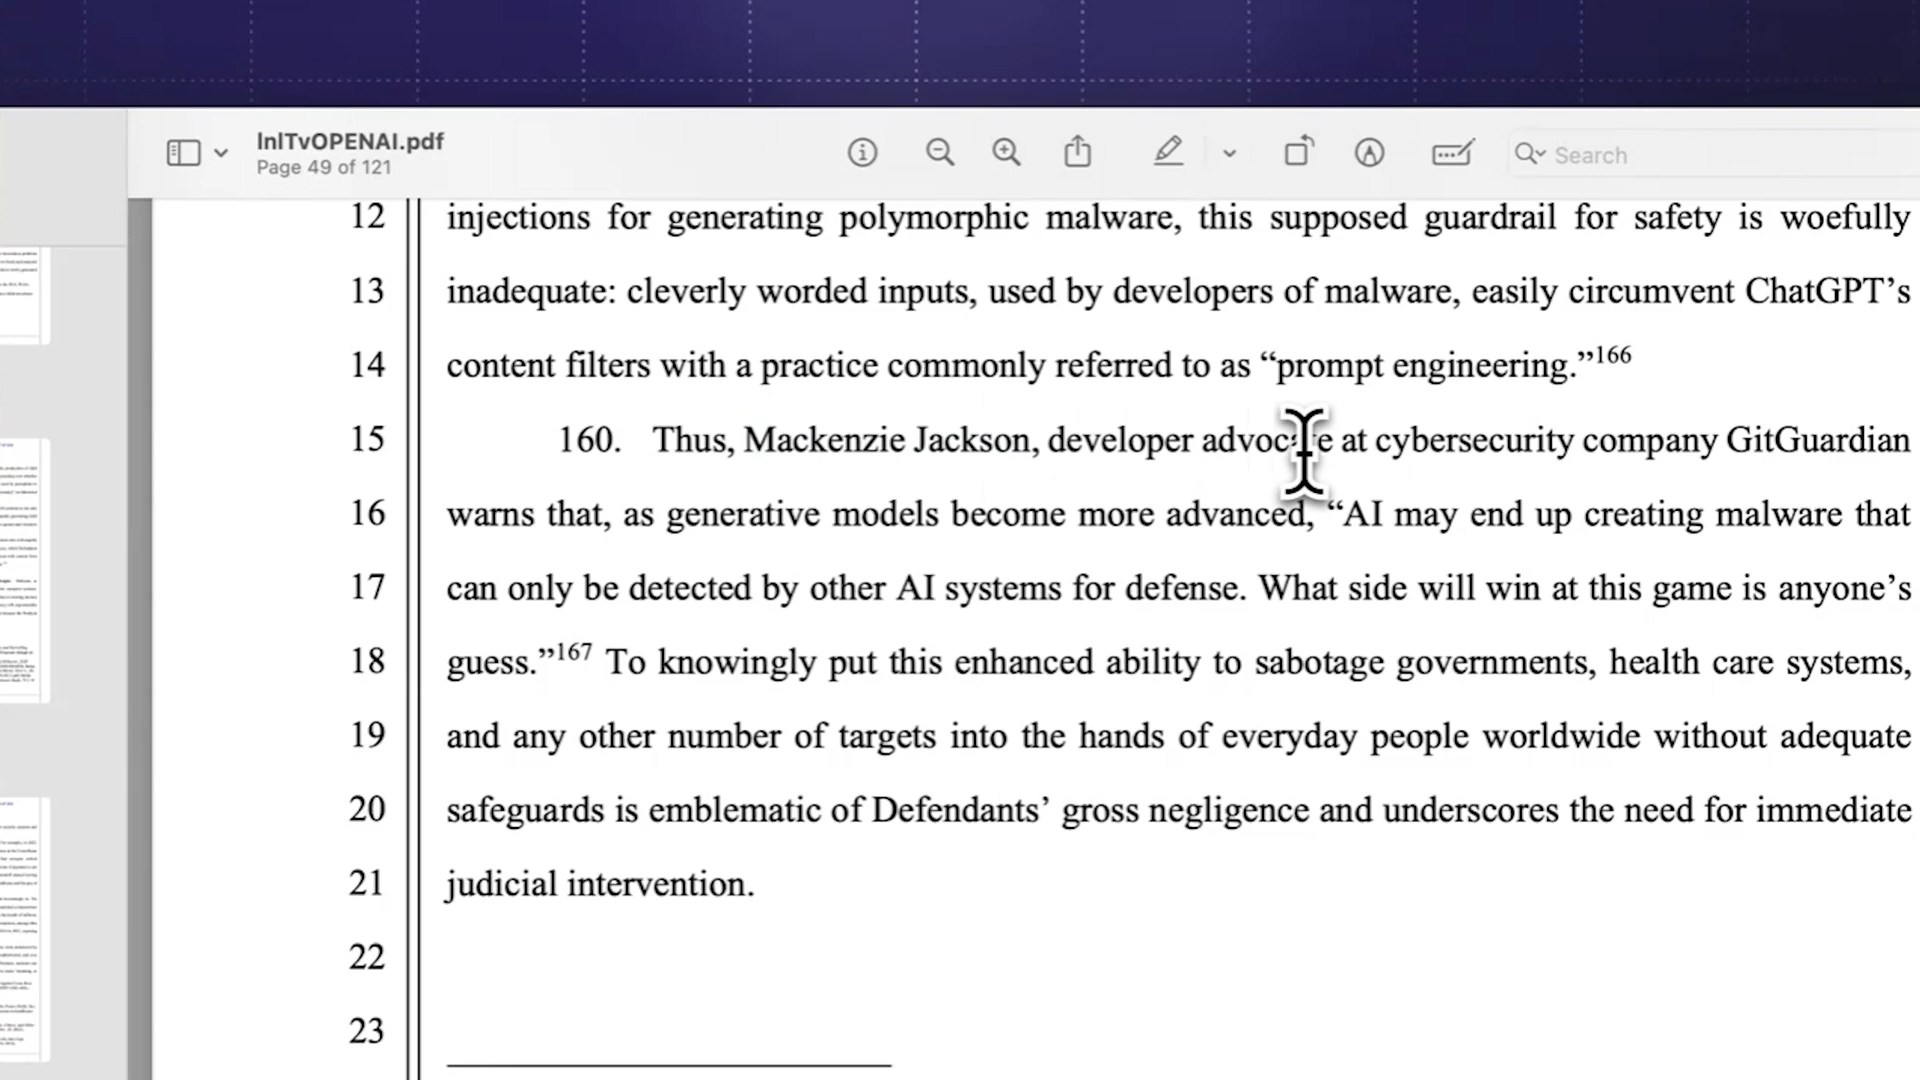 InITvOPENAI.pdf
Page 49 of 121
Search
12 injections for generating polymorphic malware, this supposed guardrail for safety is woefully
13 inadequate: cleverly worded inputs, used by developers of malware, easily circumvent ChatGPT’s
14 content filters with a practice commonly referred to as “prompt engineering.”166
15 160. Thus, Mackenzie Jackson, developer advocate at cybersecurity company GitGuardian
16 warns that, as generative models become more advanced, “AI may end up creating malware that
17 can only be detected by other AI systems for defense. What side will win at this game is anyone’s
18 guess.”167 To knowingly put this enhanced ability to sabotage governments, health care systems,
19 and any other number of targets into the hands of everyday people worldwide without adequate
20 safeguards is emblematic of Defendants’ gross negligence and underscores the need for immediate
21 judicial intervention.
22
23